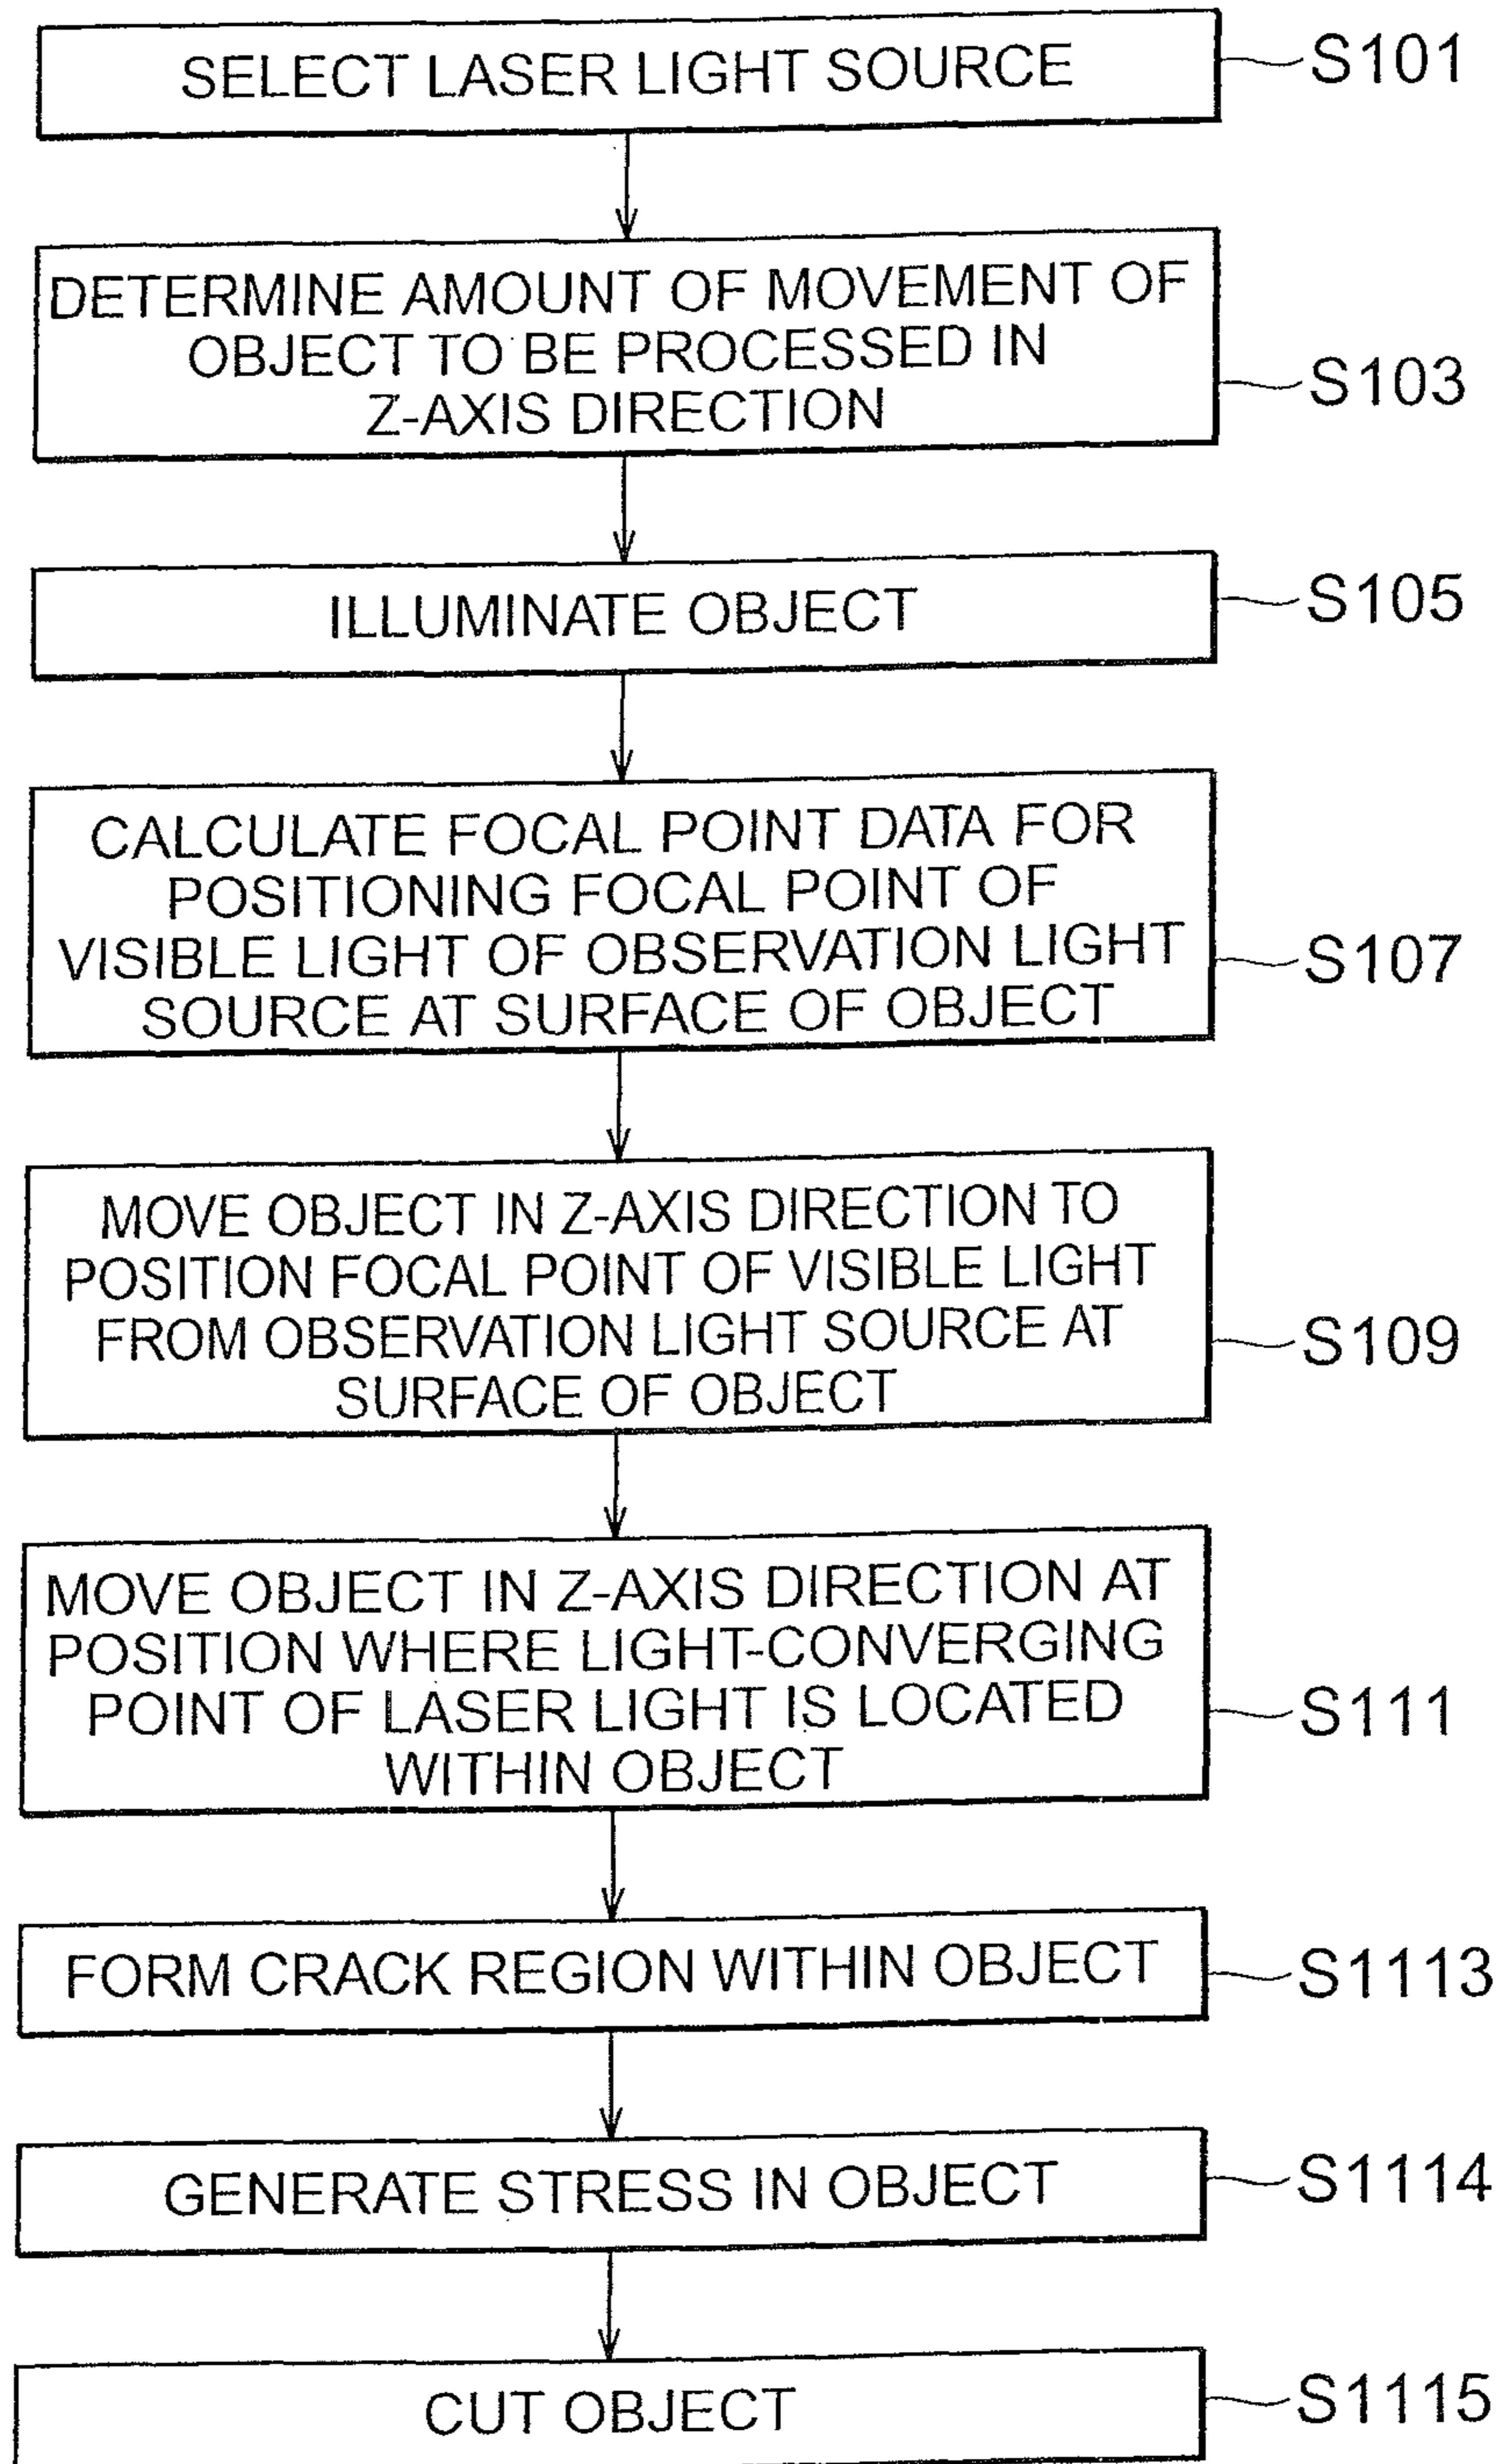 SELECT LASER LIGHT SOURCE
S101
DETERMINE AMOUNT OF MOVEMENT OF
OBJECT TO BE PROCESSED IN
Z-AXIS DIRECTION
S103
ILLUMINATE OBJECT
S105
CALCULATE FOCAL POINT DATA FOR
POSITIONING FOCAL POINT OF
VISIBLE LIGHT OF OBSERVATION LIGHT
SOURCE AT SURFACE OF OBJECT
S107
MOVE OBJECT IN Z-AXIS DIRECTION TO
POSITION FOCAL POINT OF VISIBLE LIGHT
FROM OBSERVATION LIGHT SOURCE AT
SURFACE OF OBJECT
S109
MOVE OBJECT IN Z-AXIS DIRECTION AT
POSITION WHERE LIGHT-CONVERGING
POINT OF LASER LIGHT IS LOCATED
WITHIN OBJECT
S111
FORM CRACK REGION WITHIN OBJECT
S1113
GENERATE STRESS IN OBJECT
S1114
CUT OBJECT
S1115